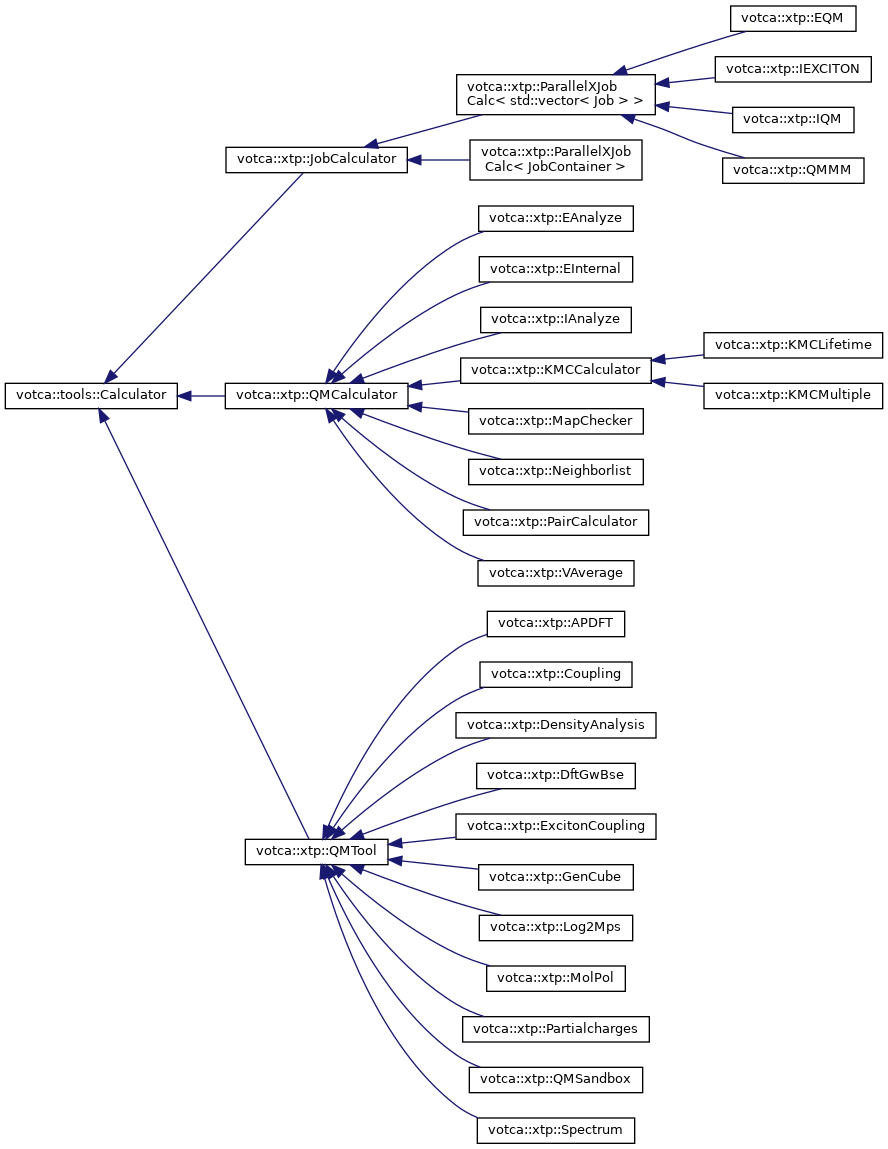 votca::xtp::EQM
votca::xtp::IEXCITON
votca::xtp::ParallelXJob
Calc< std::vector< Job > >
votca::xtp::IQM
votca::xtp::JobCalculator
votca::xtp::ParallelXJob
Calc< JobContainer >
votca::xtp::QMMM
votca::xtp::EAnalyze
votca::xtp::EInternal
votca::xtp::IAnalyze
votca::xtp::KMCLifetime
votca::xtp::KMCCalculator
votca::tools::Calculator
votca::xtp::QMCalculator
votca::xtp::KMCMultiple
votca::xtp::MapChecker
votca::xtp::Neighborlist
votca::xtp::PairCalculator
votca::xtp::VAverage
votca::xtp::APDFT
votca::xtp::Coupling
votca::xtp::DensityAnalysis
votca::xtp::DftGwBse
votca::xtp::ExcitonCoupling
votca::xtp::QMTool
votca::xtp::GenCube
votca::xtp::Log2Mps
votca::xtp::MolPol
votca::xtp::Partialcharges
votca::xtp::QMSandbox
votca::xtp::Spectrum